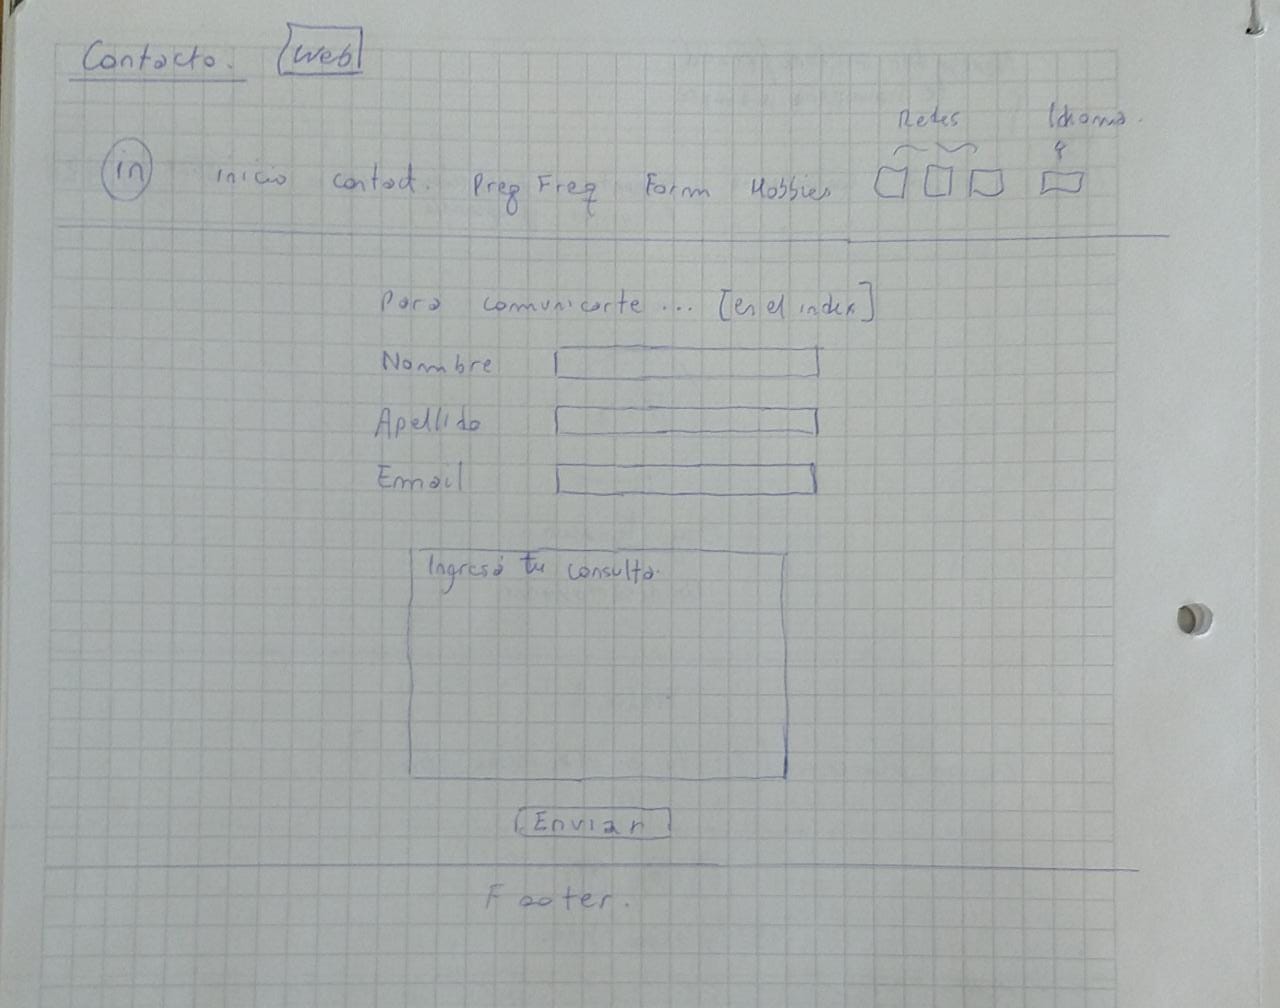 Contacto. Web
Redes Idioma.
in inicio contact. Preg Freq Form Hobbies
Para comunicarte ... [en el index]
Nombre
Apellido
Email
Ingresá tu consulta.
Enviar
Footer.